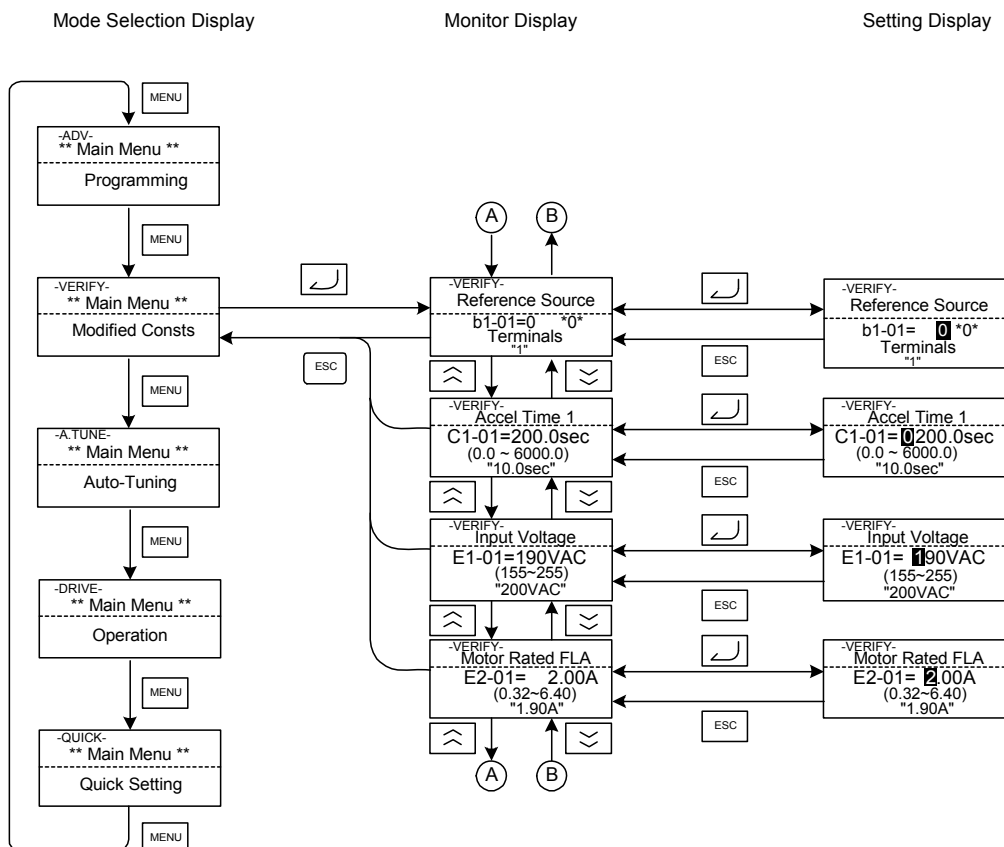 Mode Selection Display
Monitor Display
Setting Display
MENU
-ADV-
** Main Menu **
Programming
MENU
-VERIFY-
** Main Menu **
Modified Consts
MENU
-A.TUNE-
** Main Menu **
Auto-Tuning
MENU
-DRIVE-
** Main Menu **
Operation
MENU
-QUICK-
** Main Menu **
Quick Setting
MENU
ESC
A
B
-VERIFY-
Reference Source
b1-01=0 *0*
Terminals
"1"
-VERIFY-
Accel Time 1
C1-01=200.0sec
(0.0 ~ 6000.0)
"10.0sec"
-VERIFY-
Input Voltage
E1-01=190VAC
(155~255)
"200VAC"
-VERIFY-
Motor Rated FLA
E2-01= 2.00A
(0.32~6.40)
"1.90A"
A
B
ESC
ESC
ESC
ESC
-VERIFY-
Reference Source
b1-01= 0 *0*
Terminals
"1"
-VERIFY-
Accel Time 1
C1-01=0200.0sec
(0.0 ~ 6000.0)
"10.0sec"
-VERIFY-
Input Voltage
E1-01= 190VAC
(155~255)
"200VAC"
-VERIFY-
Motor Rated FLA
E2-01= 2.00A
(0.32~6.40)
"1.90A"